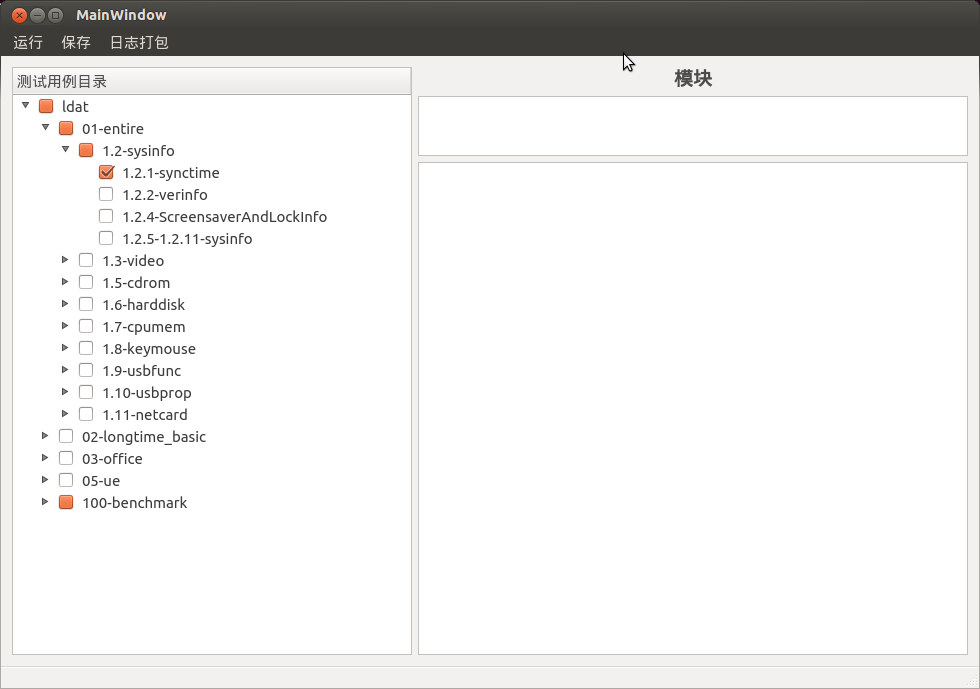 MainWindow
运行 保存 日志打包
测试用例目录
ldat
01-entire
1.2-sysinfo
1.2.1-synctime
1.2.2-verinfo
1.2.4-ScreensaverAndLockInfo
1.2.5-1.2.11-sysinfo
1.3-video
1.5-cdrom
1.6-harddisk
1.7-cpumem
1.8-keymouse
1.9-usbfunc
1.10-usbprop
1.11-netcard
02-longtime_basic
03-office
05-ue
100-benchmark
模块